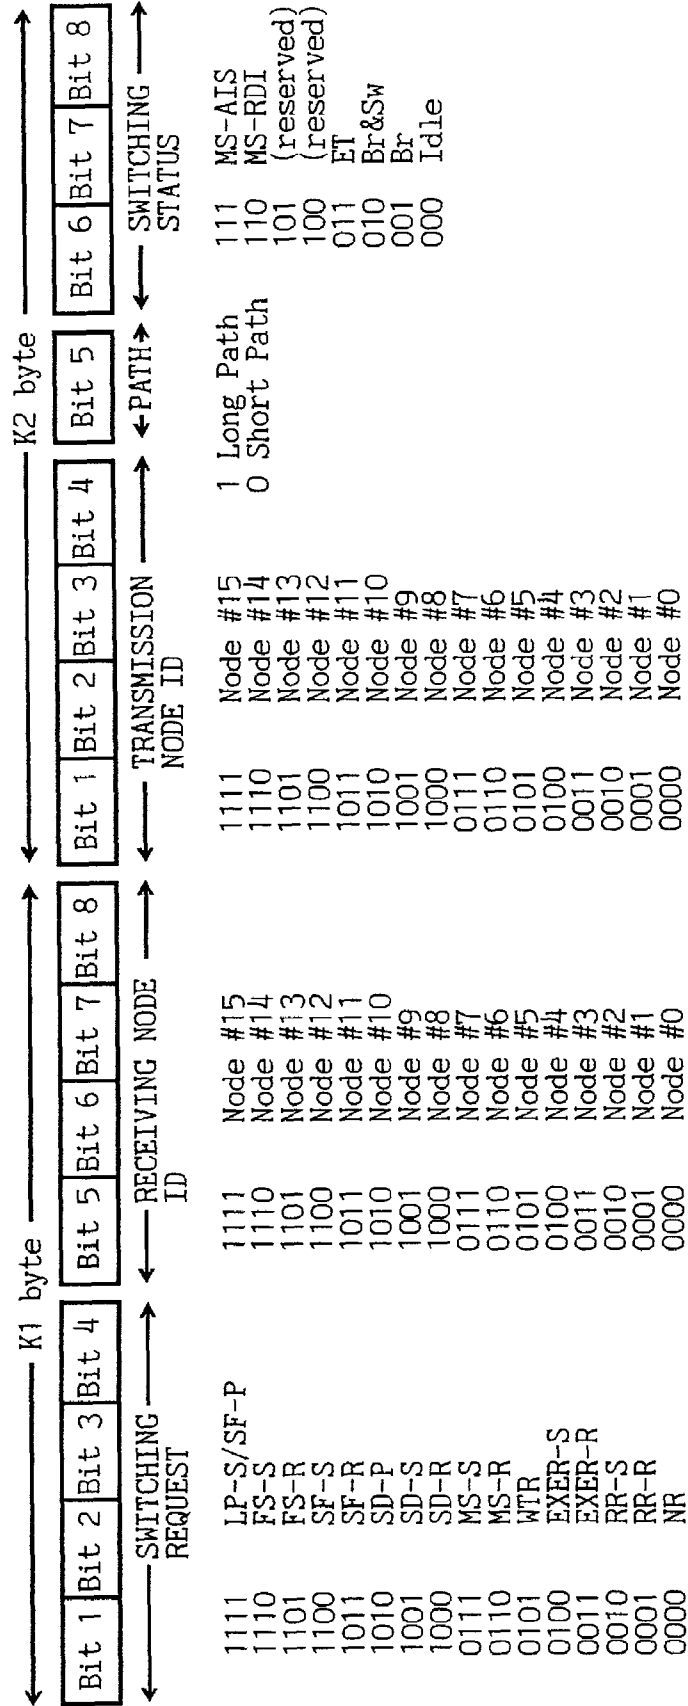 K1 byte
K2 byte
Bit 1 Bit 2 Bit 3 Bit 4
Bit 5 Bit 6 Bit 7 Bit 8
Bit 1 Bit 2 Bit 3 Bit 4
Bit 5
Bit 6 Bit 7 Bit 8
SWITCHING
REQUEST
1111 LP-S/SF-P
1110 FS-S
1101 FS-R
1100 SF-S
1011 SF-R
1010 SD-P
1001 SD-S
1000 SD-R
0111 MS-S
0110 MS-R
0101 WTR
0100 EXER-S
0011 EXER-R
0010 RR-S
0001 RR-R
0000 NR
RECEIVING NODE
ID
1111 Node #15
1110 Node #14
1101 Node #13
1100 Node #12
1011 Node #11
1010 Node #10
1001 Node #9
1000 Node #8
0111 Node #7
0110 Node #6
0101 Node #5
0100 Node #4
0011 Node #3
0010 Node #2
0001 Node #1
0000 Node #0
TRANSMISSION
NODE ID
1111 Node #15
1110 Node #14
1101 Node #13
1100 Node #12
1011 Node #11
1010 Node #10
1001 Node #9
1000 Node #8
0111 Node #7
0110 Node #6
0101 Node #5
0100 Node #4
0011 Node #3
0010 Node #2
0001 Node #1
0000 Node #0
PATH
1 Long Path
0 Short Path
SWITCHING
STATUS
111 MS-AIS
110 MS-RDI
101 (reserved)
100 (reserved)
011 ET
010 Br&Sw
001 Br
000 Idle